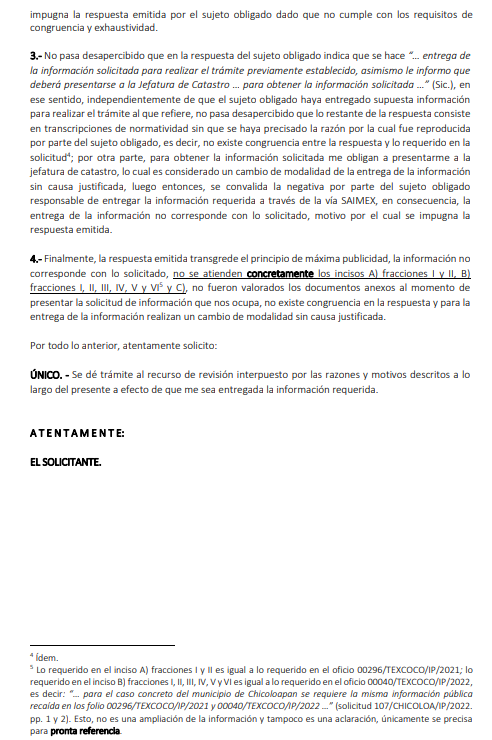 impugna la respuesta emitida por el sujeto obligado dado que no cumple con los requisitos de
congruencia y exhaustividad.
3.- No pasa desapercibido que en la respuesta del sujeto obligado indica que se hace “... entrega de
la información solicitada para realizar el trámite previamente establecido, asimismo le informo que
deberá presentarse a la Jefatura de Catastro ... para obtener la información solicitada ...” (Sic.), en
ese sentido, independientemente de que el sujeto obligado haya entregado supuesta información
para realizar el trámite al que refiere, no pasa desapercibido que lo restante de la respuesta consiste
en transcripciones de normatividad sin que se haya precisado la razón por la cual fue reproducida
por parte del sujeto obligado, es decir, no existe congruencia entre la respuesta y lo requerido en la
solicitud⁴; por otra parte, para obtener la información solicitada me obligan a presentarme a la
jefatura de catastro, lo cual es considerado un cambio de modalidad de la entrega de la información
sin causa justificada, luego entonces, se convalida la negativa por parte del sujeto obligado
responsable de entregar la información requerida a través de la vía SAIMEX, en consecuencia, la
entrega de la información no corresponde con lo solicitado, motivo por el cual se impugna la
respuesta emitida.
4.- Finalmente, la respuesta emitida transgrede el principio de máxima publicidad, la información no
corresponde con lo solicitado, no se atienden concretamente los incisos A) fracciones I y II, B)
fracciones I, II, III, IV, V y VI⁵ y C), no fueron valorados los documentos anexos al momento de
presentar la solicitud de información que nos ocupa, no existe congruencia en la respuesta y para la
entrega de la información realizan un cambio de modalidad sin causa justificada.
Por todo lo anterior, atentamente solicito:
ÚNICO. - Se dé trámite al recurso de revisión interpuesto por las razones y motivos descritos a lo
largo del presente a efecto de que me sea entregada la información requerida.
ATENTAMENTE:
EL SOLICITANTE.
⁴ Ídem.
⁵ Lo requerido en el inciso A) fracciones I y II es igual a lo requerido en el oficio 00296/TEXCOCO/IP/2021; lo
requerido en el inciso B) fracciones I, II, III, IV, V y VI es igual a lo requerido en el oficio 00040/TEXCOCO/IP/2022,
es decir: “... para el caso concreto del municipio de Chicoloapan se requiere la misma información pública
recaída en los folio 00296/TEXCOCO/IP/2021 y 00040/TEXCOCO/IP/2022 ...” (solicitud 107/CHICOLOA/IP/2022.
pp. 1 y 2). Esto, no es una ampliación de la información y tampoco es una aclaración, únicamente se precisa
para pronta referencia.